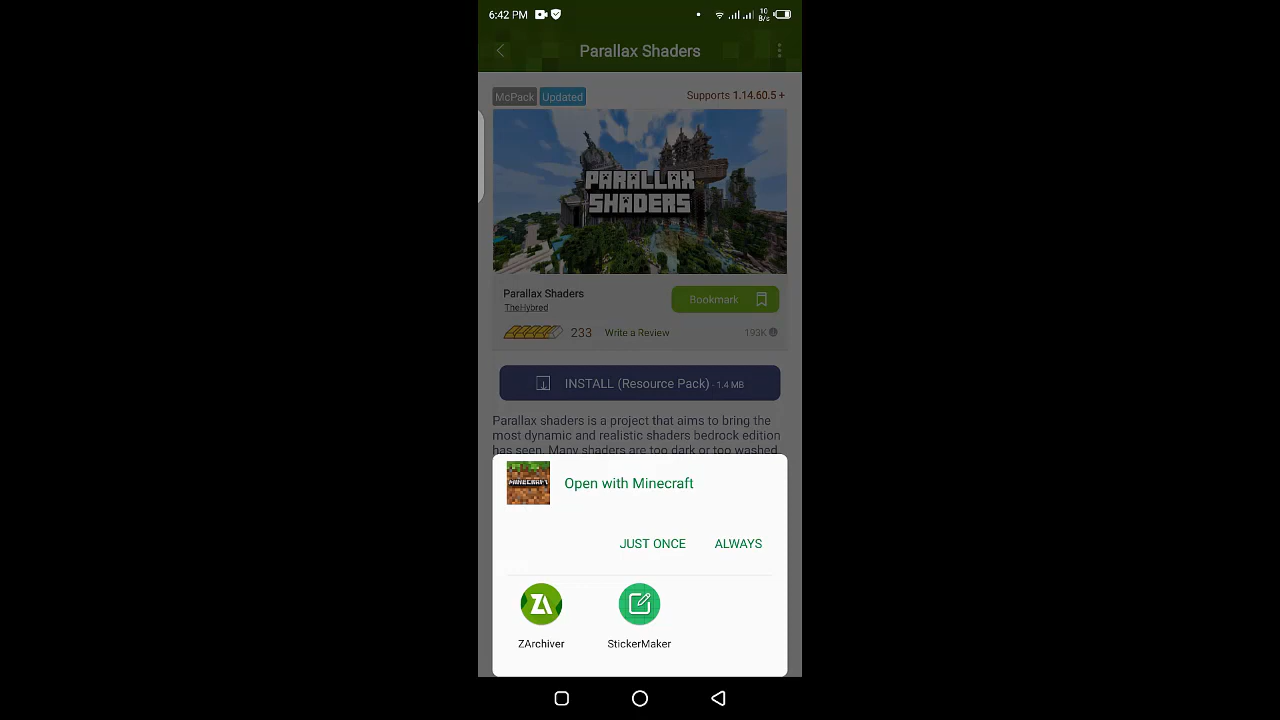 6:42 PM
10
B/s
Parallax Shaders
McPack
Updated
Supports 1.14.60.5 +
PARALLAX
SHADERS
Parallax Shaders
TheHybred
Bookmark
233
Write a Review
193K
INSTALL (Resource Pack) - 1.4 MB
Parallax shaders is a project that aims to bring the
most dynamic and realistic shaders bedrock edition
has seen. Many shaders are too dark or too washed
MINECRAFT
Open with Minecraft
JUST ONCE
ALWAYS
ZA
ZArchiver
StickerMaker